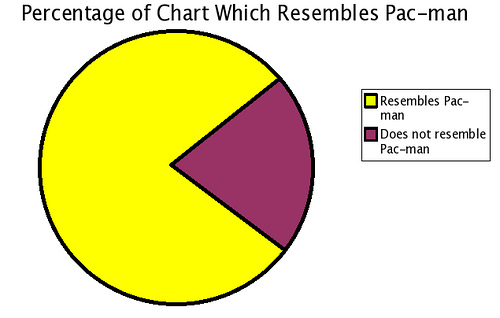 Percentage of Chart Which Resembles Pac-man
Resembles Pac-
man
Does not resemble
Pac-man